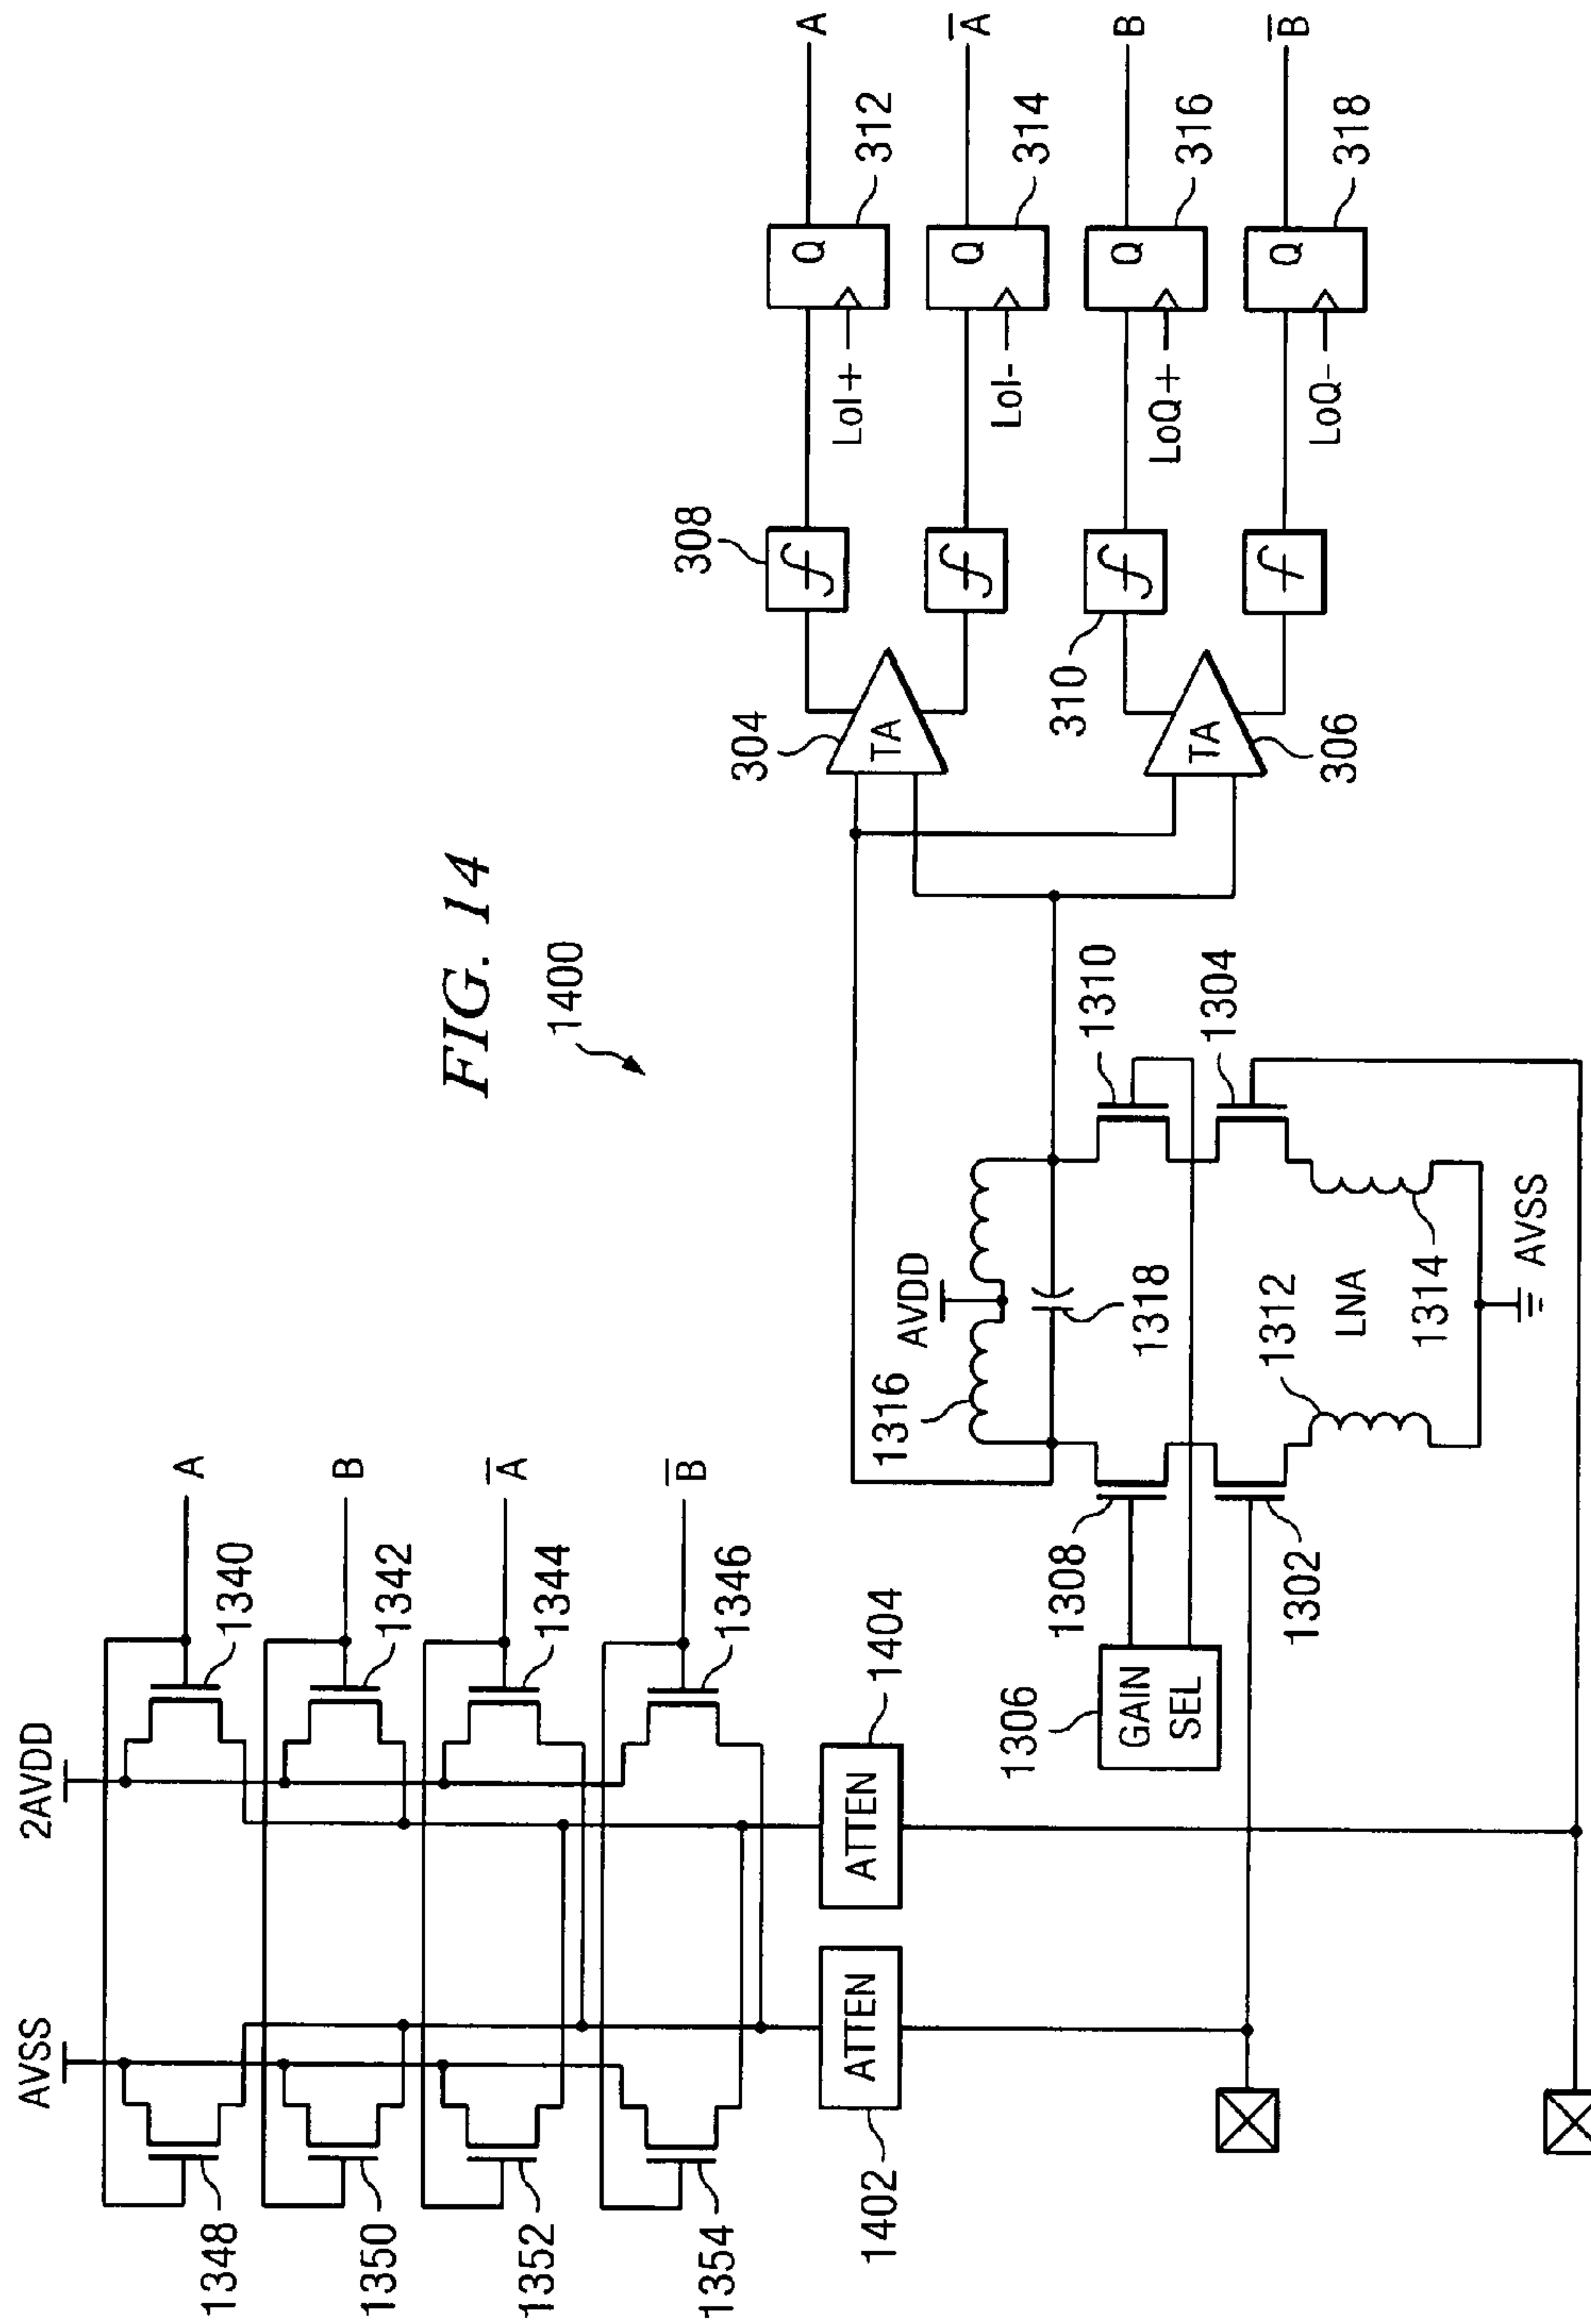 FIG. 14
1400
AVSS
2AVDD
A
1340
B
1342
A̅
1344
B̅
1346
1348
1350
1352
1354
1402
ATTEN
ATTEN
1404
1306
GAIN
SEL
1308
1302
1316
AVDD
1318
1310
1304
1312
LNA
1314
AVSS
304
TA
TA
306
308
310
LoI+
Q
312
A
LoI-
Q
314
A̅
LoQ+
Q
316
B
LoQ-
Q
318
B̅